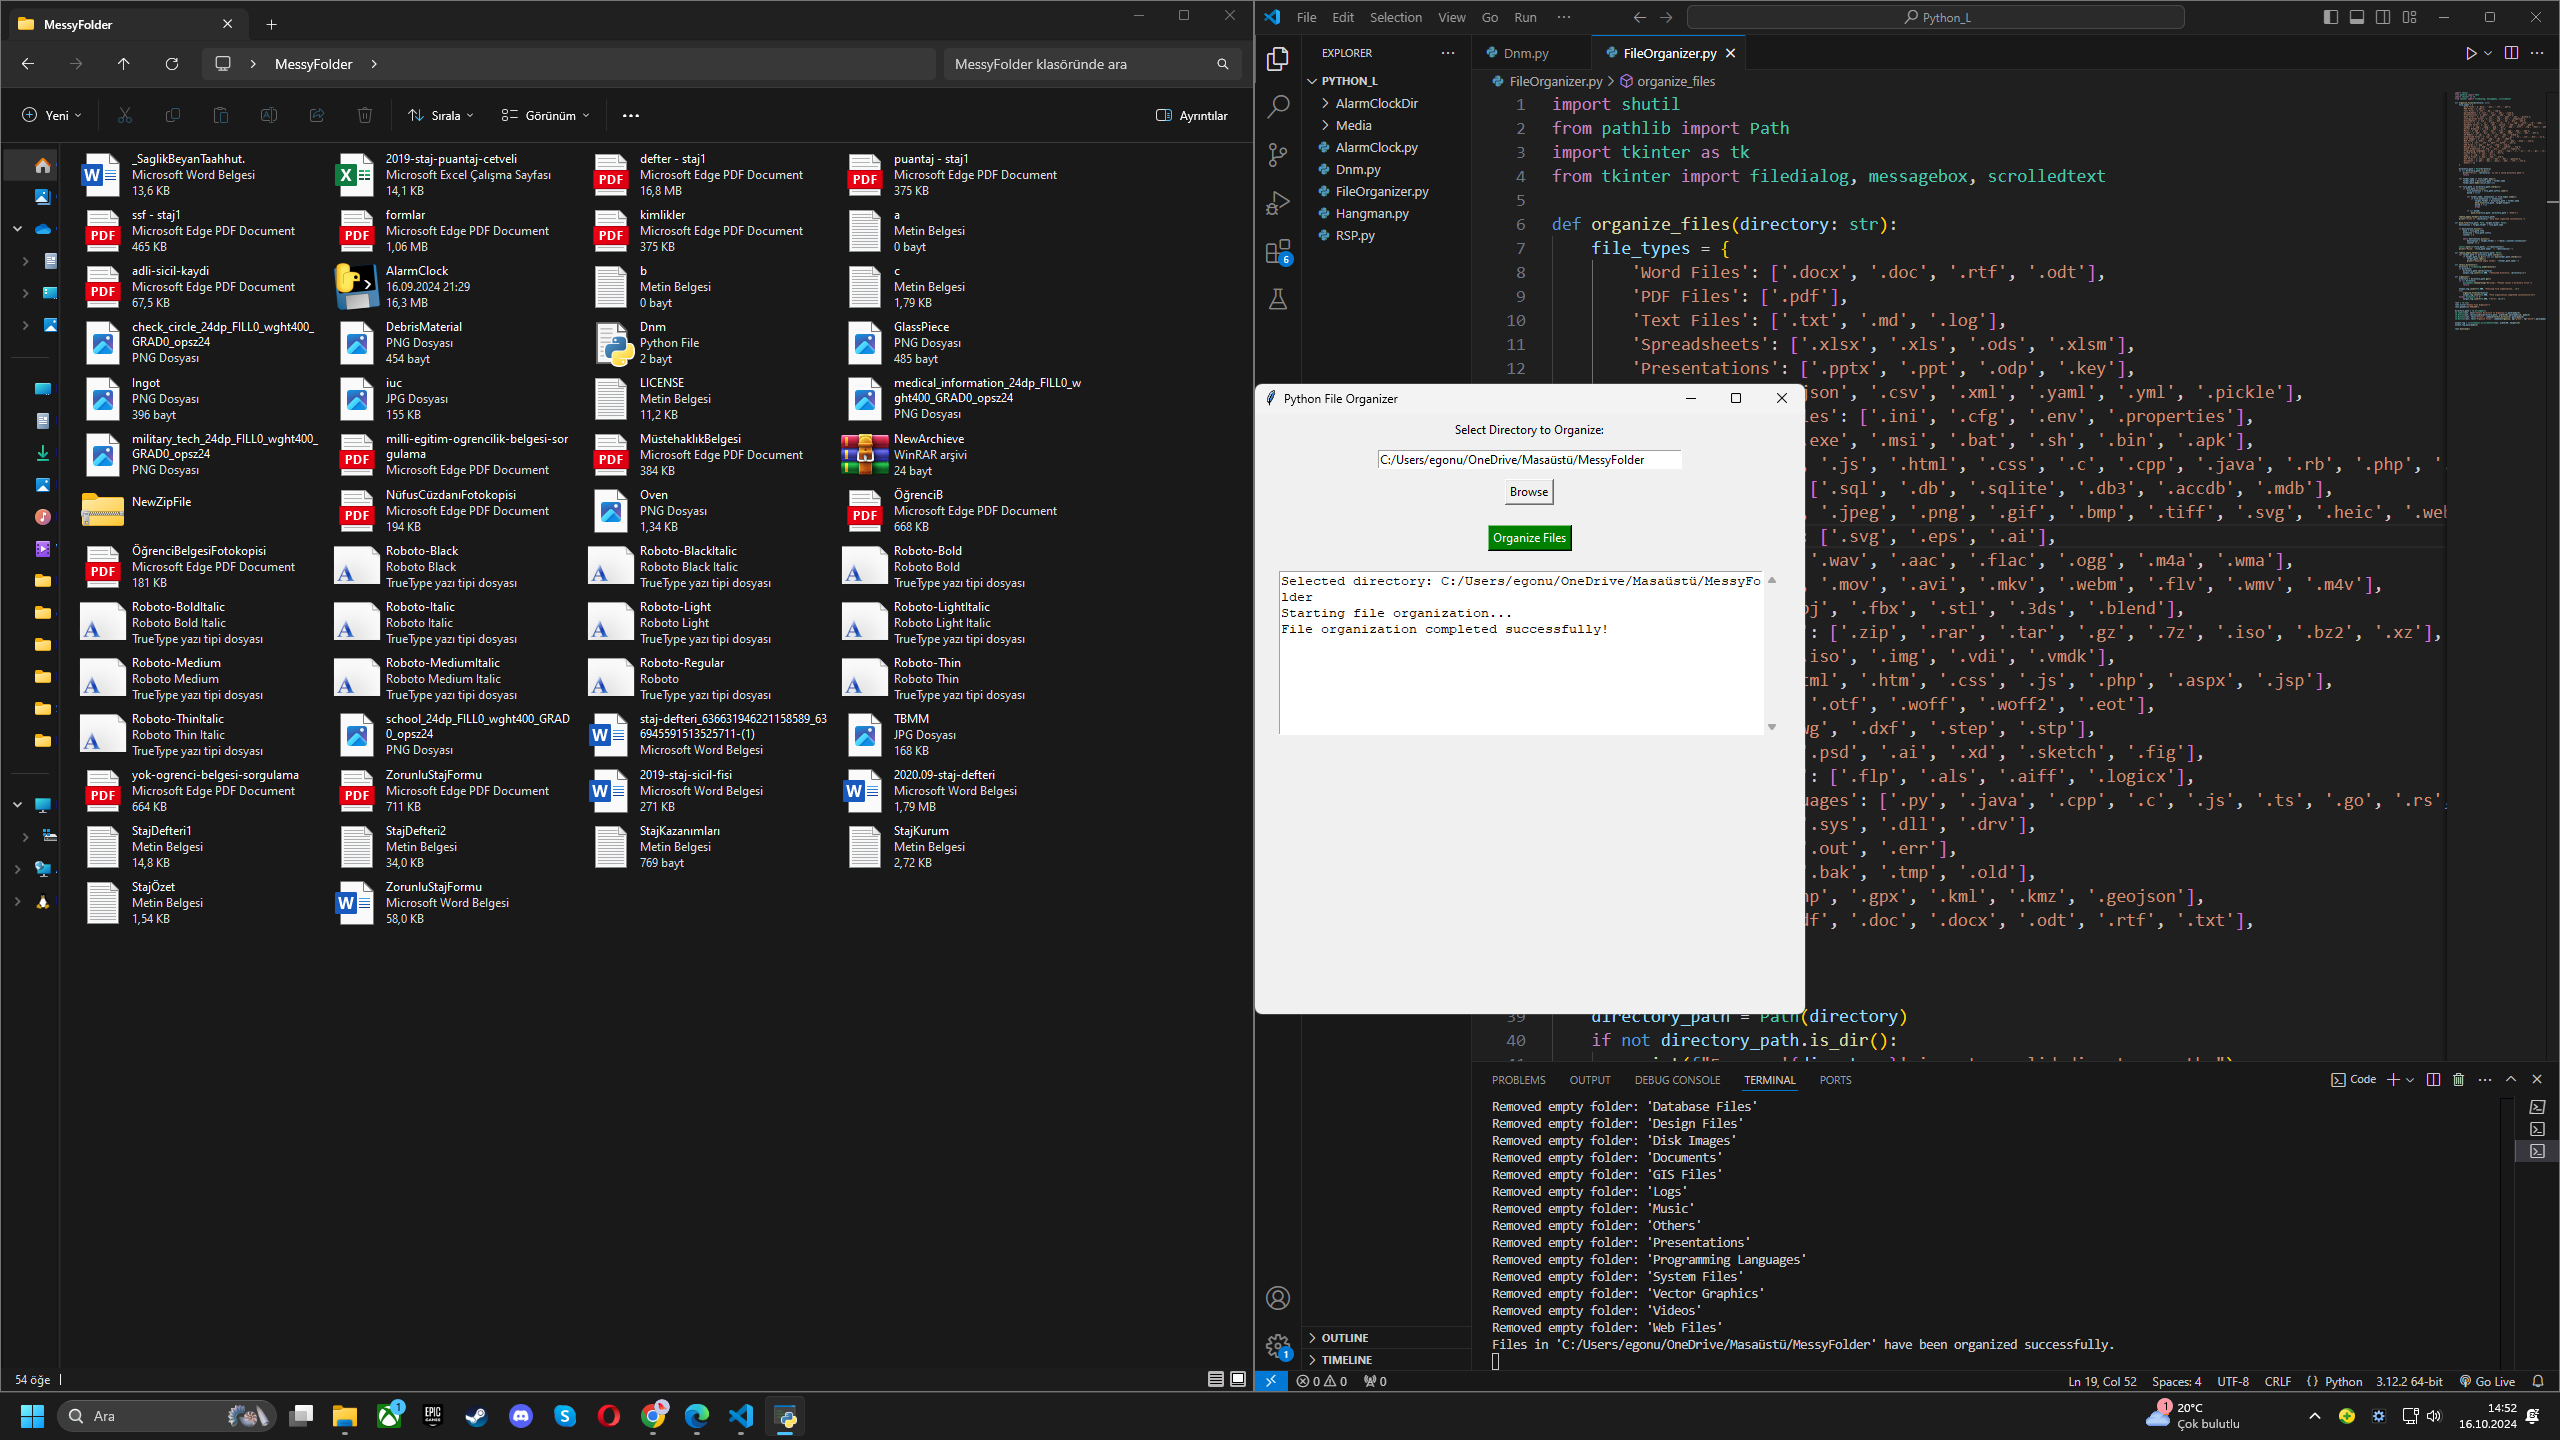 MessyFolder
MessyFolder
MessyFolder klasöründe ara
Yeni
Sırala
Görünüm
Ayrıntılar
_SaglikBeyanTaahhut.
Microsoft Word Belgesi
13,6 KB
2019-staj-puantaj-cetveli
Microsoft Excel Çalışma Sayfası
14,1 KB
defter - staj1
Microsoft Edge PDF Document
16,8 MB
puantaj - staj1
Microsoft Edge PDF Document
375 KB
ssf - staj1
Microsoft Edge PDF Document
465 KB
formlar
Microsoft Edge PDF Document
1,06 MB
kimlikler
Microsoft Edge PDF Document
375 KB
a
Metin Belgesi
0 bayt
adli-sicil-kaydi
Microsoft Edge PDF Document
67,5 KB
AlarmClock
16.09.2024 21:29
16,3 MB
b
Metin Belgesi
0 bayt
c
Metin Belgesi
1,79 KB
check_circle_24dp_FILL0_wght400_
GRAD0_opsz24
PNG Dosyası
DebrisMaterial
PNG Dosyası
454 bayt
Dnm
Python File
2 bayt
GlassPiece
PNG Dosyası
485 bayt
Ingot
PNG Dosyası
396 bayt
iuc
JPG Dosyası
155 KB
LICENSE
Metin Belgesi
11,2 KB
medical_information_24dp_FILL0_w
ght400_GRAD0_opsz24
PNG Dosyası
military_tech_24dp_FILL0_wght400_
GRAD0_opsz24
PNG Dosyası
milli-egitim-ogrencilik-belgesi-sor
gulama
Microsoft Edge PDF Document
MüstehaklıkBelgesi
Microsoft Edge PDF Document
384 KB
NewArchieve
WinRAR arşivi
24 bayt
NewZipFile
NüfusCüzdanıFotokopisi
Microsoft Edge PDF Document
194 KB
Oven
PNG Dosyası
1,34 KB
ÖğrenciB
Microsoft Edge PDF Document
668 KB
ÖğrenciBelgesiFotokopisi
Microsoft Edge PDF Document
181 KB
Roboto-Black
Roboto Black
TrueType yazı tipi dosyası
Roboto-BlackItalic
Roboto Black Italic
TrueType yazı tipi dosyası
Roboto-Bold
Roboto Bold
TrueType yazı tipi dosyası
Roboto-BoldItalic
Roboto Bold Italic
TrueType yazı tipi dosyası
Roboto-Italic
Roboto Italic
TrueType yazı tipi dosyası
Roboto-Light
Roboto Light
TrueType yazı tipi dosyası
Roboto-LightItalic
Roboto Light Italic
TrueType yazı tipi dosyası
Roboto-Medium
Roboto Medium
TrueType yazı tipi dosyası
Roboto-MediumItalic
Roboto Medium Italic
TrueType yazı tipi dosyası
Roboto-Regular
Roboto
TrueType yazı tipi dosyası
Roboto-Thin
Roboto Thin
TrueType yazı tipi dosyası
Roboto-ThinItalic
Roboto Thin Italic
TrueType yazı tipi dosyası
school_24dp_FILL0_wght400_GRAD
0_opsz24
PNG Dosyası
staj-defteri_636631946221158589_63
6945591513525711-(1)
Microsoft Word Belgesi
TBMM
JPG Dosyası
168 KB
yok-ogrenci-belgesi-sorgulama
Microsoft Edge PDF Document
664 KB
ZorunluStajFormu
Microsoft Edge PDF Document
711 KB
2019-staj-sicil-fisi
Microsoft Word Belgesi
271 KB
2020.09-staj-defteri
Microsoft Word Belgesi
1,79 MB
StajDefteri1
Metin Belgesi
14,8 KB
StajDefteri2
Metin Belgesi
34,0 KB
StajKazanımları
Metin Belgesi
769 bayt
StajKurum
Metin Belgesi
2,72 KB
StajÖzet
Metin Belgesi
1,54 KB
ZorunluStajFormu
Microsoft Word Belgesi
58,0 KB
54 öğe
File Edit Selection View Go Run
Python_L
EXPLORER
PYTHON_L
AlarmClockDir
Media
AlarmClock.py
Dnm.py
FileOrganizer.py
Hangman.py
RSP.py
OUTLINE
TIMELINE
Dnm.py
FileOrganizer.py
FileOrganizer.py > organize_files
1 import shutil
2 from pathlib import Path
3 import tkinter as tk
4 from tkinter import filedialog, messagebox, scrolledtext
5
6 def organize_files(directory: str):
7 file_types = {
8 'Word Files': ['.docx', '.doc', '.rtf', '.odt'],
9 'PDF Files': ['.pdf'],
10 'Text Files': ['.txt', '.md', '.log'],
11 'Spreadsheets': ['.xlsx', '.xls', '.ods', '.xlsm'],
12 'Presentations': ['.pptx', '.ppt', '.odp', '.key'],
json', '.csv', '.xml', '.yaml', '.yml', '.pickle'],
les': ['.ini', '.cfg', '.env', '.properties'],
.exe', '.msi', '.bat', '.sh', '.bin', '.apk'],
, '.js', '.html', '.css', '.c', '.cpp', '.java', '.rb', '.php',
['.sql', '.db', '.sqlite', '.db3', '.accdb', '.mdb'],
, '.jpeg', '.png', '.gif', '.bmp', '.tiff', '.svg', '.heic', '.we
: ['.svg', '.eps', '.ai'],
'.wav', '.aac', '.flac', '.ogg', '.m4a', '.wma'],
'.mov', '.avi', '.mkv', '.webm', '.flv', '.wmv', '.m4v'],
bj', '.fbx', '.stl', '.3ds', '.blend'],
: ['.zip', '.rar', '.tar', '.gz', '.7z', '.iso', '.bz2', '.xz'],
.iso', '.img', '.vdi', '.vmdk'],
tml', '.htm', '.css', '.js', '.php', '.aspx', '.jsp'],
'.otf', '.woff', '.woff2', '.eot'],
wg', '.dxf', '.step', '.stp'],
.psd', '.ai', '.xd', '.sketch', '.fig'],
: ['.flp', '.als', '.aiff', '.logicx'],
uages': ['.py', '.java', '.cpp', '.c', '.js', '.ts', '.go', '.rs',
.sys', '.dll', '.drv'],
.out', '.err'],
.bak', '.tmp', '.old'],
hp', '.gpx', '.kml', '.kmz', '.geojson'],
df', '.doc', '.docx', '.odt', '.rtf', '.txt'],
39 directory_path = Path(directory)
40 if not directory_path.is_dir():
Python File Organizer
Select Directory to Organize:
C:/Users/egonu/OneDrive/Masaüstü/MessyFolder
Browse
Organize Files
Selected directory: C:/Users/egonu/OneDrive/Masaüstü/MessyFo
lder
Starting file organization...
File organization completed successfully!
PROBLEMS OUTPUT DEBUG CONSOLE TERMINAL PORTS
Code
Removed empty folder: 'Database Files'
Removed empty folder: 'Design Files'
Removed empty folder: 'Disk Images'
Removed empty folder: 'Documents'
Removed empty folder: 'GIS Files'
Removed empty folder: 'Logs'
Removed empty folder: 'Music'
Removed empty folder: 'Others'
Removed empty folder: 'Presentations'
Removed empty folder: 'Programming Languages'
Removed empty folder: 'System Files'
Removed empty folder: 'Vector Graphics'
Removed empty folder: 'Videos'
Removed empty folder: 'Web Files'
Files in 'C:/Users/egonu/OneDrive/Masaüstü/MessyFolder' have been organized successfully.
0 0 0
Ln 19, Col 52 Spaces: 4 UTF-8 CRLF Python 3.12.2 64-bit Go Live
Ara
20°C
Çok bulutlu
14:52
16.10.2024